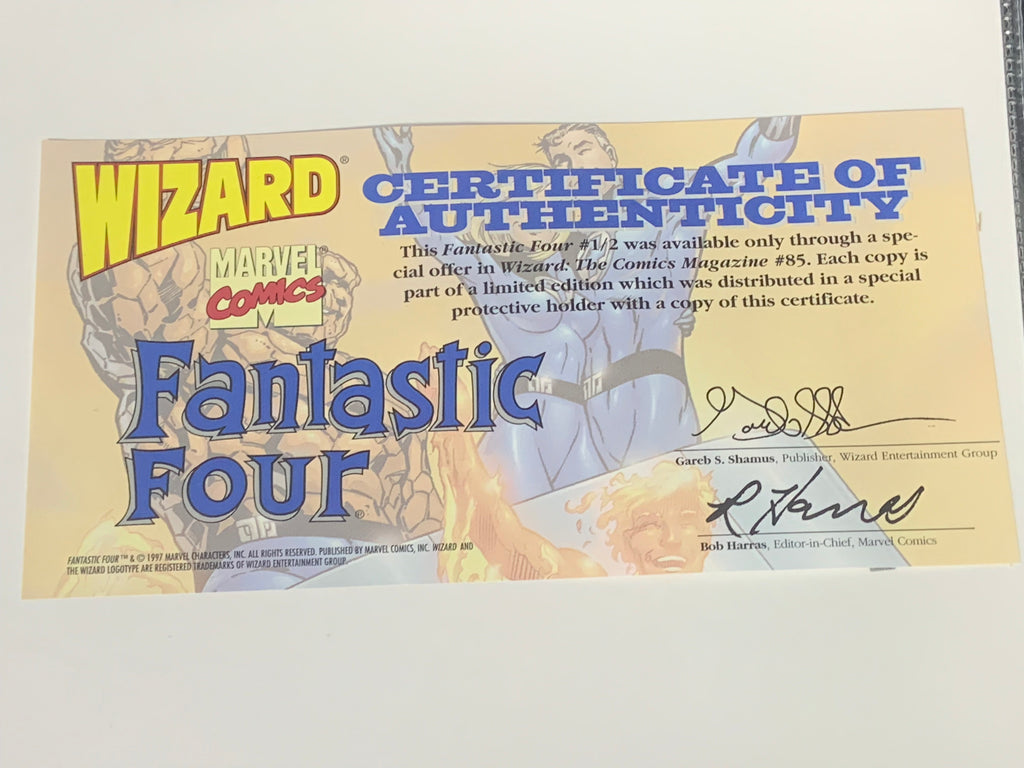 WIZARD®
MARVEL®
COMICS
CERTIFICATE OF
AUTHENTICITY
This Fantastic Four #1/2 was available only through a spe-
cial offer in Wizard: The Comics Magazine #85. Each copy is
part of a limited edition which was distributed in a special
protective holder with a copy of this certificate.
Fantastic
Four®
Gareb S. Shamus, Publisher, Wizard Entertainment Group
R Harras
Bob Harras, Editor-in-Chief, Marvel Comics
FANTASTIC FOUR™ & © 1997 MARVEL CHARACTERS, INC. ALL RIGHTS RESERVED. PUBLISHED BY MARVEL COMICS, INC. WIZARD AND
THE WIZARD LOGOTYPE ARE REGISTERED TRADEMARKS OF WIZARD ENTERTAINMENT GROUP.